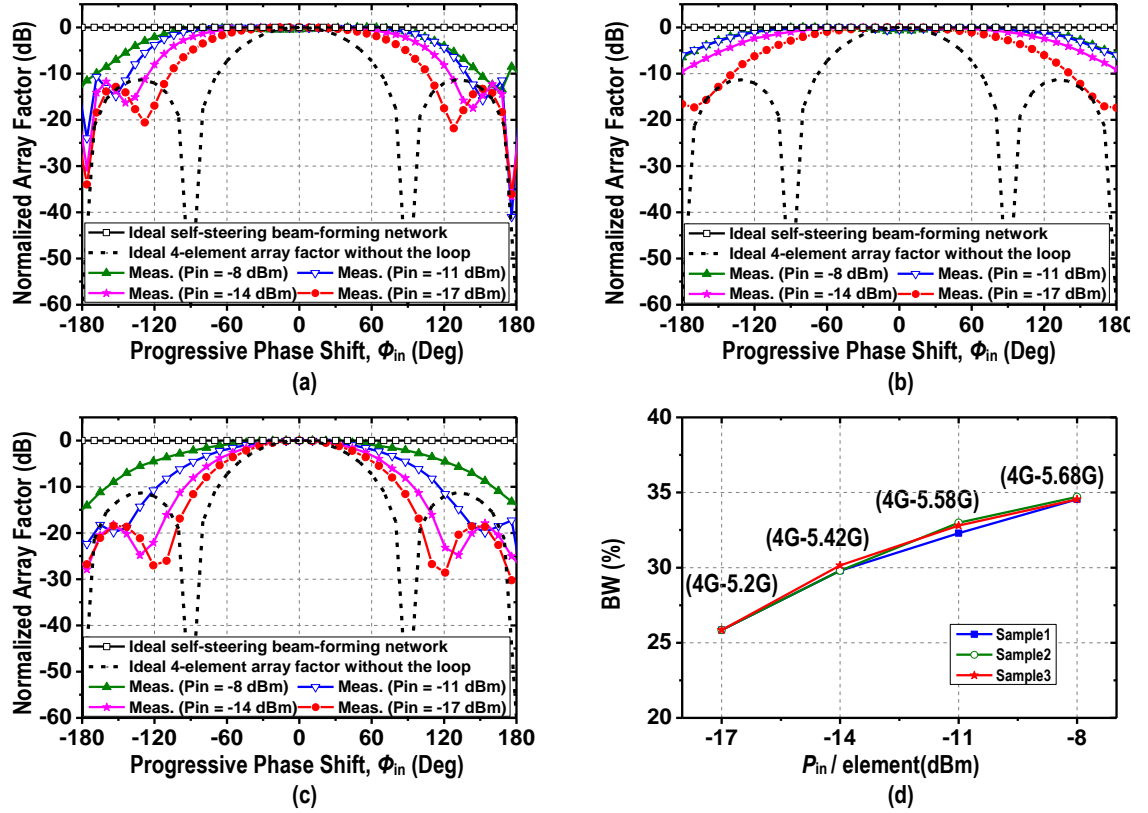 Normalized Array Factor (dB)
5
0
-10
-20
-30
-40
-50
-60
Ideal self-steering beam-forming network
Ideal 4-element array factor without the loop
Meas. (Pin = -8 dBm) Meas. (Pin = -11 dBm)
Meas. (Pin = -14 dBm) Meas. (Pin = -17 dBm)
-180 -120 -60 0 60 120 180
Progressive Phase Shift, Φin (Deg)
(a)
Normalized Array Factor (dB)
5
0
-10
-20
-30
-40
-50
-60
Ideal self-steering beam-forming network
Ideal 4-element array factor without the loop
Meas. (Pin = -8 dBm) Meas. (Pin = -11 dBm)
Meas. (Pin = -14 dBm) Meas. (Pin = -17 dBm)
-180 -120 -60 0 60 120 180
Progressive Phase Shift, Φin (Deg)
(b)
Normalized Array Factor (dB)
5
0
-10
-20
-30
-40
-50
-60
Ideal self-steering beam-forming network
Ideal 4-element array factor without the loop
Meas. (Pin = -8 dBm) Meas. (Pin = -11 dBm)
Meas. (Pin = -14 dBm) Meas. (Pin = -17 dBm)
-180 -120 -60 0 60 120 180
Progressive Phase Shift, Φin (Deg)
(c)
BW (%)
40
35
30
25
20
(4G-5.2G)
(4G-5.42G)
(4G-5.58G)
(4G-5.68G)
Sample1
Sample2
Sample3
-17 -14 -11 -8
Pin / element(dBm)
(d)